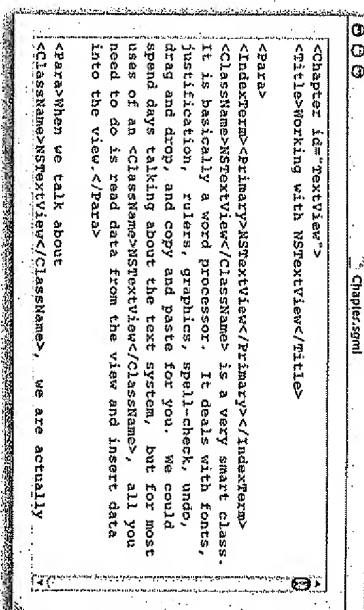 Chapter.sgml
<Chapter id="TextView">
<Title>Working with NSTextView</Title>
<Para>
<IndexTerm><Primary>NSTextView</Primary></IndexTerm>
<ClassName>NSTextView</ClassName> is a very smart class.
It is basically a word processor. It deals with fonts,
justification, rulers, graphics, spell-check, undo,
drag and drop, and copy and paste for you. We could
spend days talking about the text system, but for most
uses of an <ClassName>NSTextView</ClassName>, all you
need to do is read data from the view and insert data
into the view.</Para>
<Para>When we talk about
<ClassName>NSTextView</ClassName>, we are actually